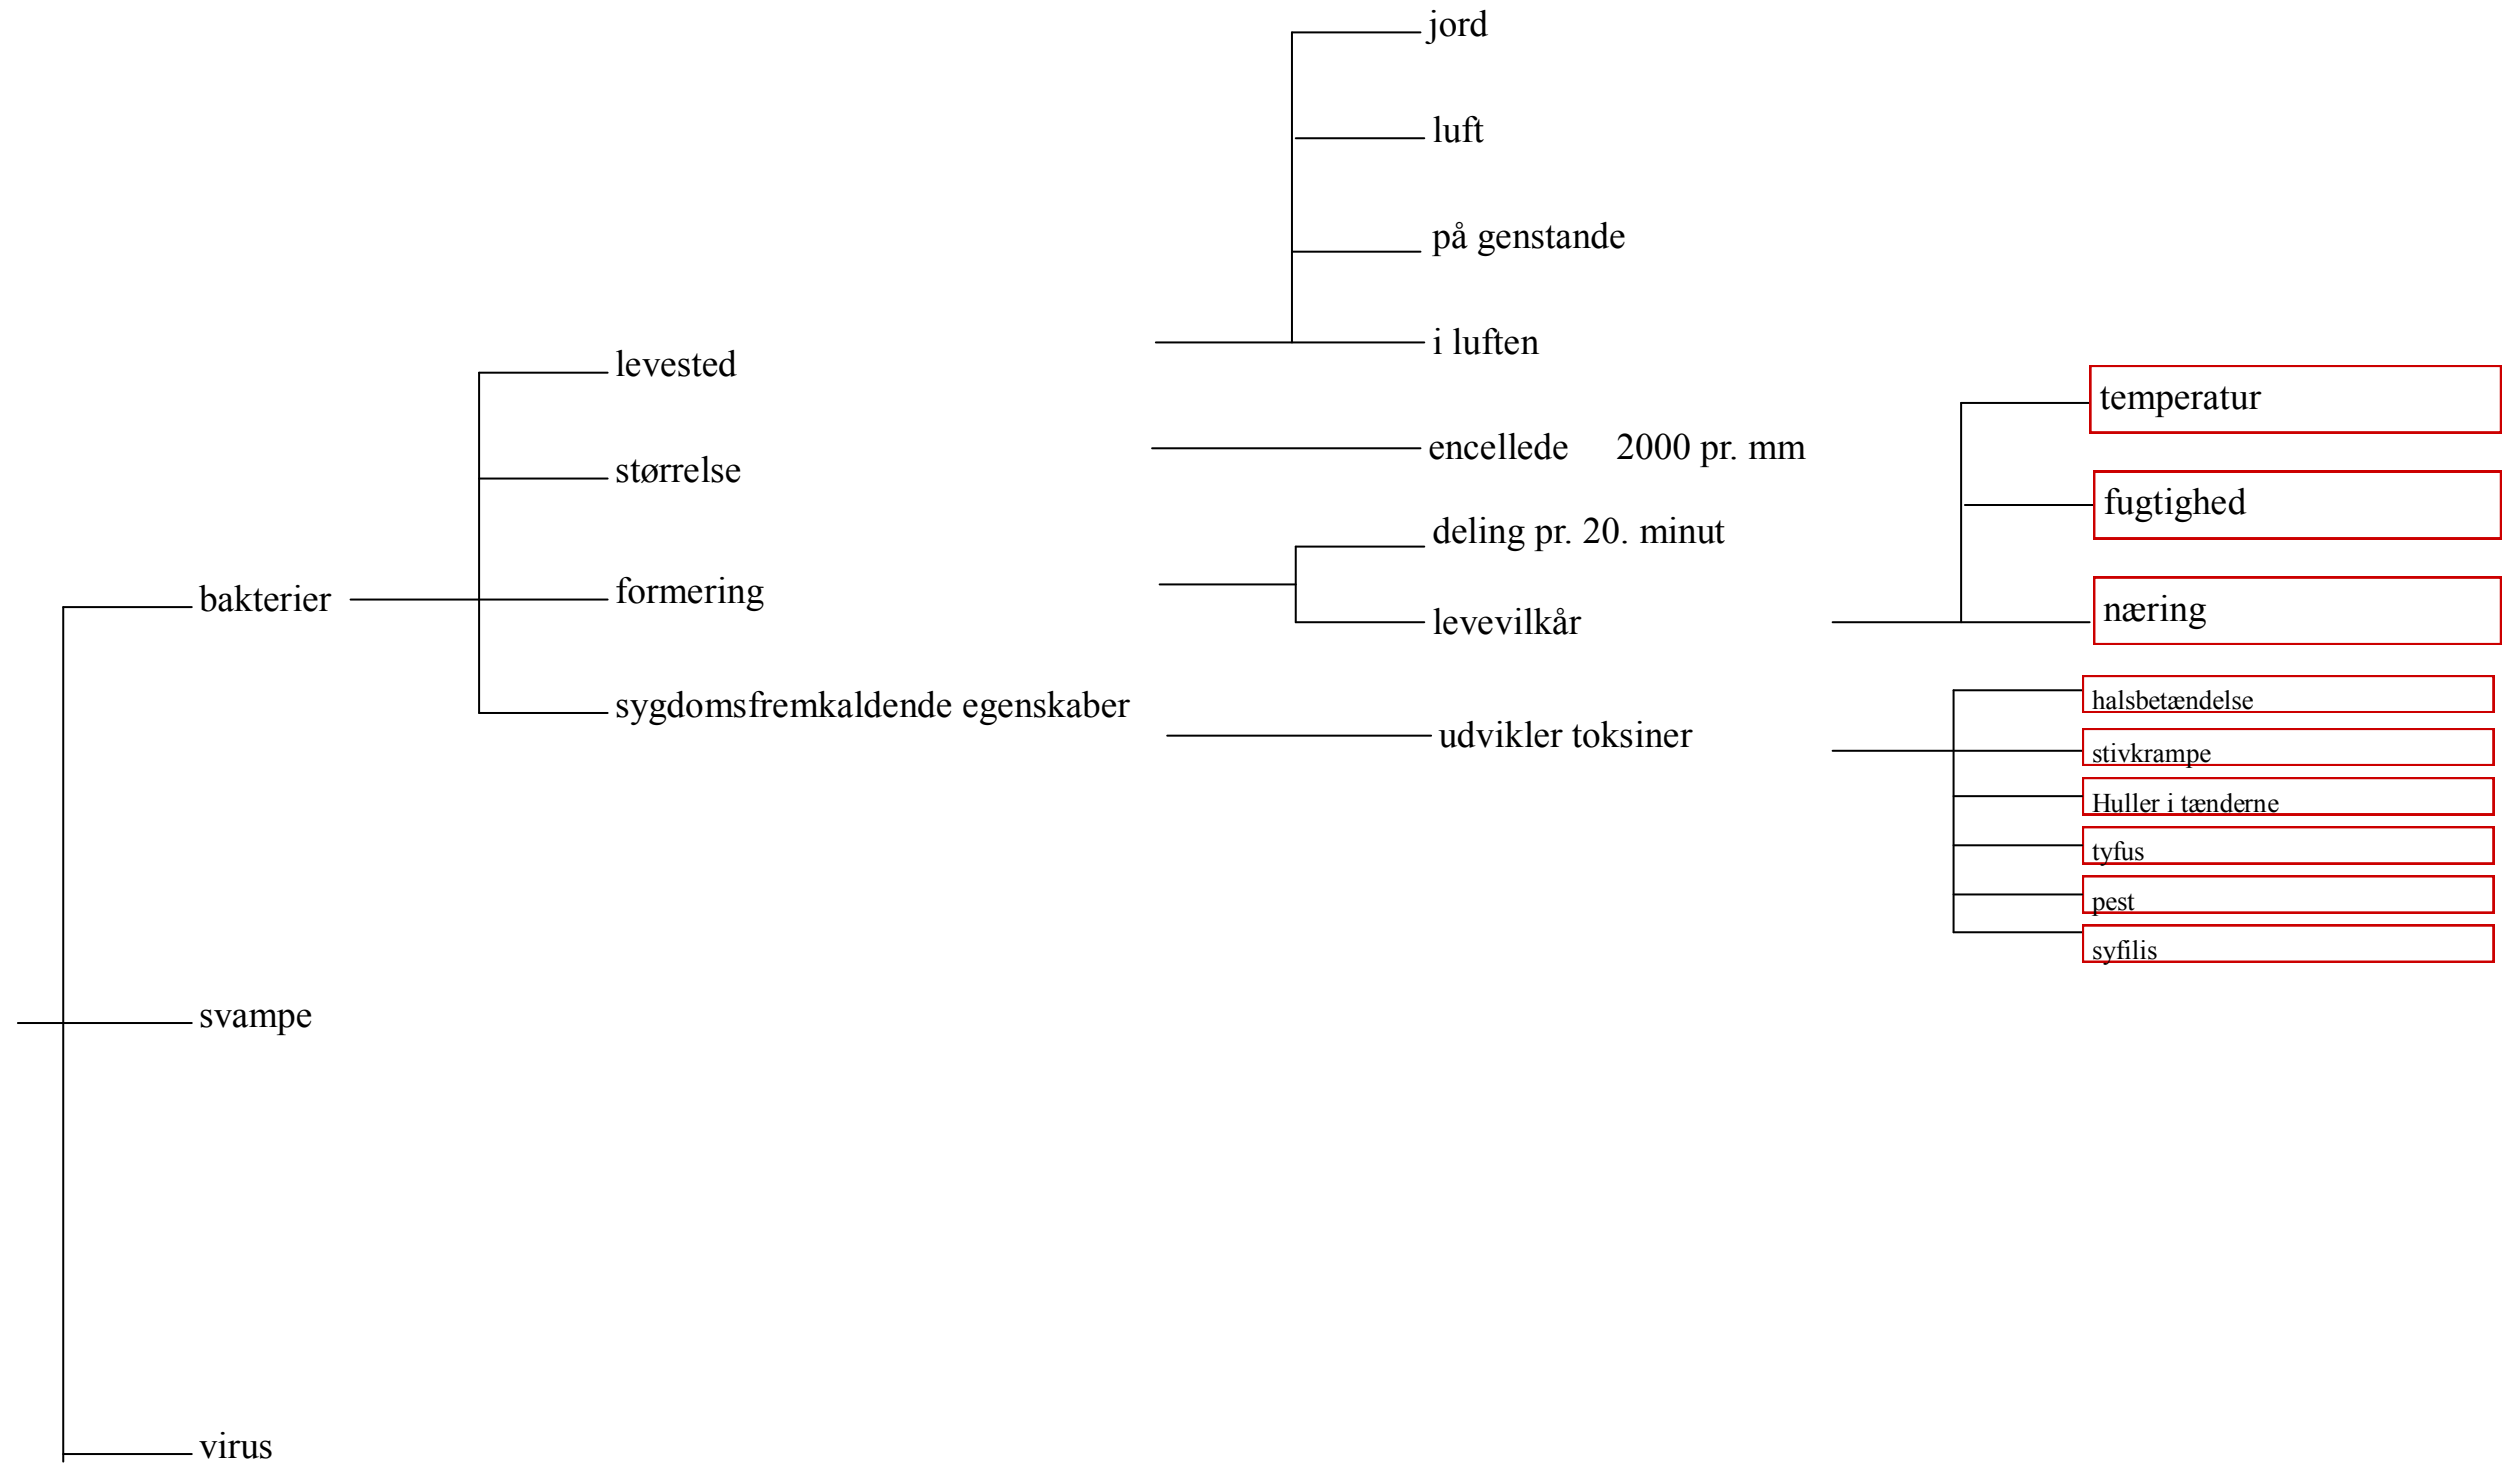 jord
luft
på genstande
i luften
levested
temperatur
encellede 2000 pr. mm
størrelse
fugtighed
deling pr. 20. minut
bakterier
formering
levevilkår
næring
sygdomsfremkaldende egenskaber
udvikler toksiner
halsbetændelse
stivkrampe
Huller i tænderne
tyfus
pest
syfilis
svampe
virus